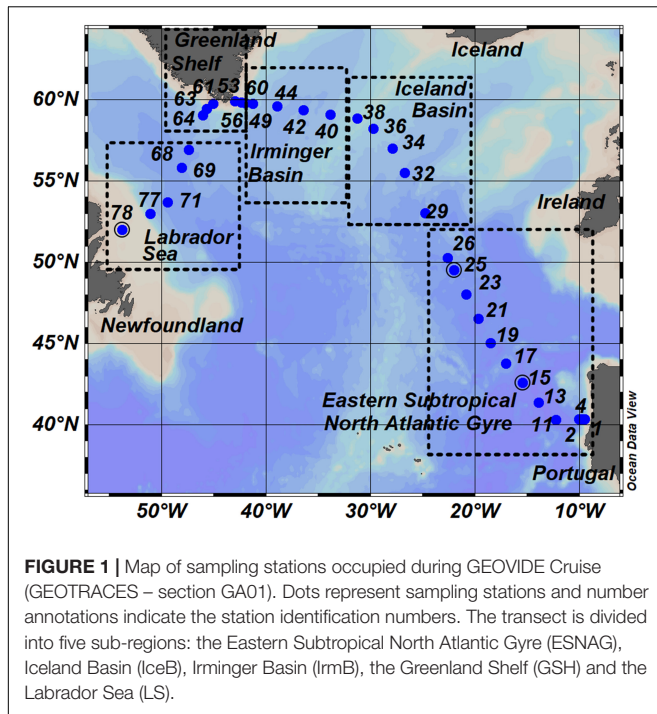 Greenland
Shelf
Iceland
60°N
55°N
50°N
45°N
40°N
61 53 60 44
63
64 56 49 42 40
38
36
34
32
29
Iceland
Basin
Irminger
Basin
Ireland
68
69
71
77
78
Labrador
Sea
26
25
23
21
19
17
15
13
11 2 4 1
Newfoundland
Eastern Subtropical
North Atlantic Gyre
Portugal
50°W 40°W 30°W 20°W 10°W
Ocean Data View
FIGURE 1 | Map of sampling stations occupied during GEOVIDE Cruise
(GEOTRACES – section GA01). Dots represent sampling stations and number
annotations indicate the station identification numbers. The transect is divided
into five sub-regions: the Eastern Subtropical North Atlantic Gyre (ESNAG),
Iceland Basin (IceB), Irminger Basin (IrmB), the Greenland Shelf (GSH) and the
Labrador Sea (LS).